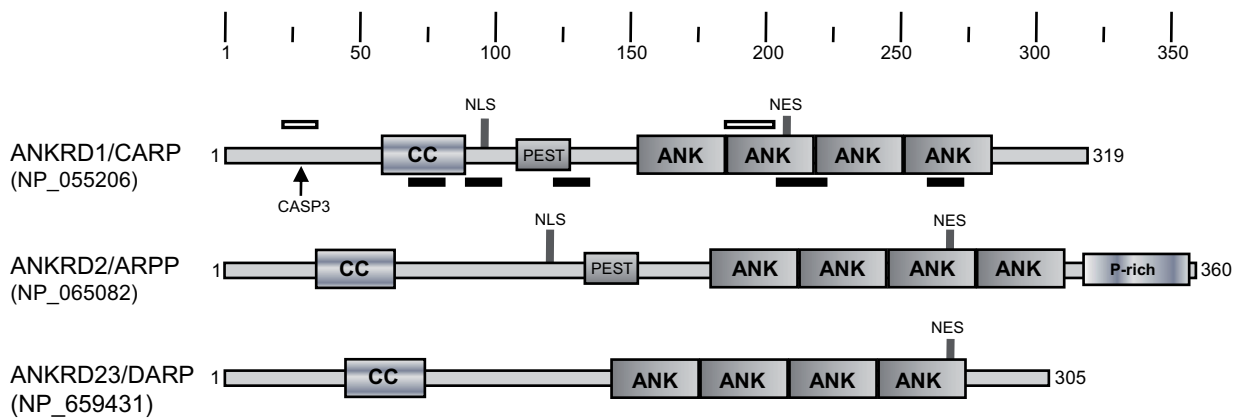 1 50 100 150 200 250 300 350
NLS NES
ANKRD1/CARP 1 CC PEST ANK ANK ANK ANK 319
(NP_055206)
CASP3
NLS NES
ANKRD2/ARPP 1 CC PEST ANK ANK ANK ANK P-rich 360
(NP_065082)
NES
ANKRD23/DARP 1 CC ANK ANK ANK ANK 305
(NP_659431)